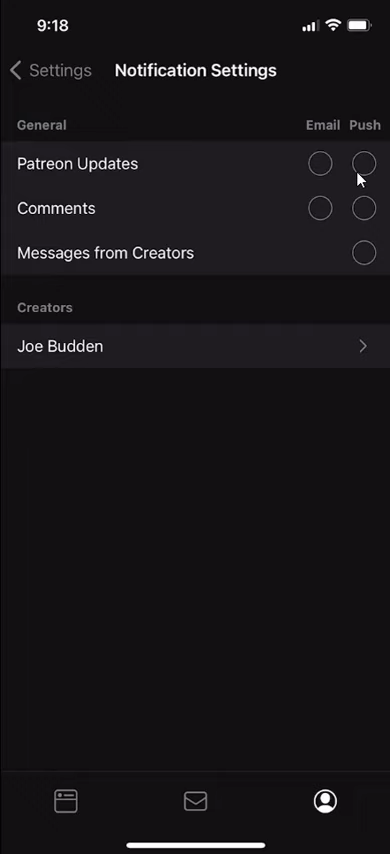 9:18
Settings Notification Settings
General Email Push
Patreon Updates
Comments
Messages from Creators
Creators
Joe Budden